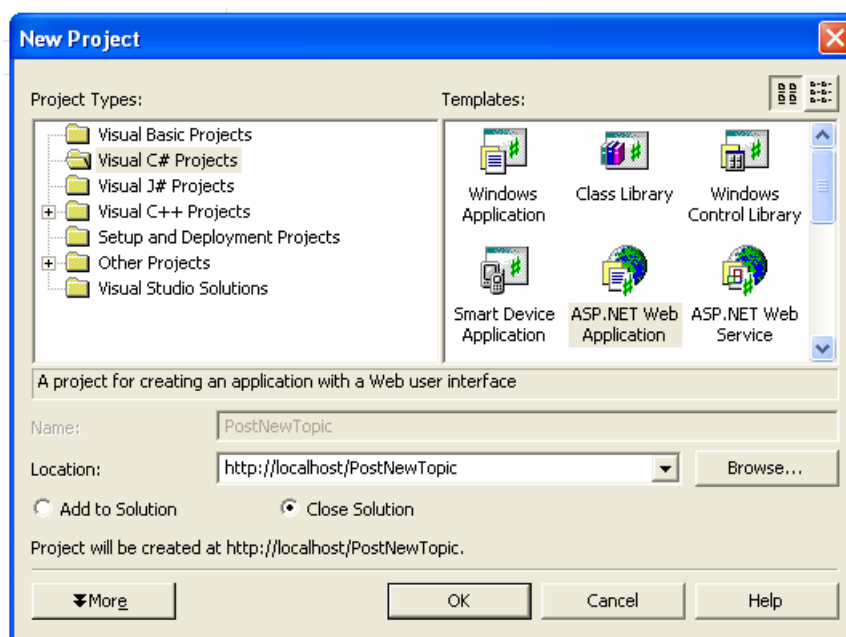 New Project
Project Types:
Templates:
Visual Basic Projects
Visual C# Projects
Visual J# Projects
Visual C++ Projects
Setup and Deployment Projects
Other Projects
Visual Studio Solutions
Windows
Application
Class Library
Windows
Control Library
Smart Device
Application
ASP.NET Web
Application
ASP.NET Web
Service
A project for creating an application with a Web user interface
Name:
PostNewTopic
Location:
http://localhost/PostNewTopic
Browse...
Add to Solution
Close Solution
Project will be created at http://localhost/PostNewTopic.
More
OK
Cancel
Help